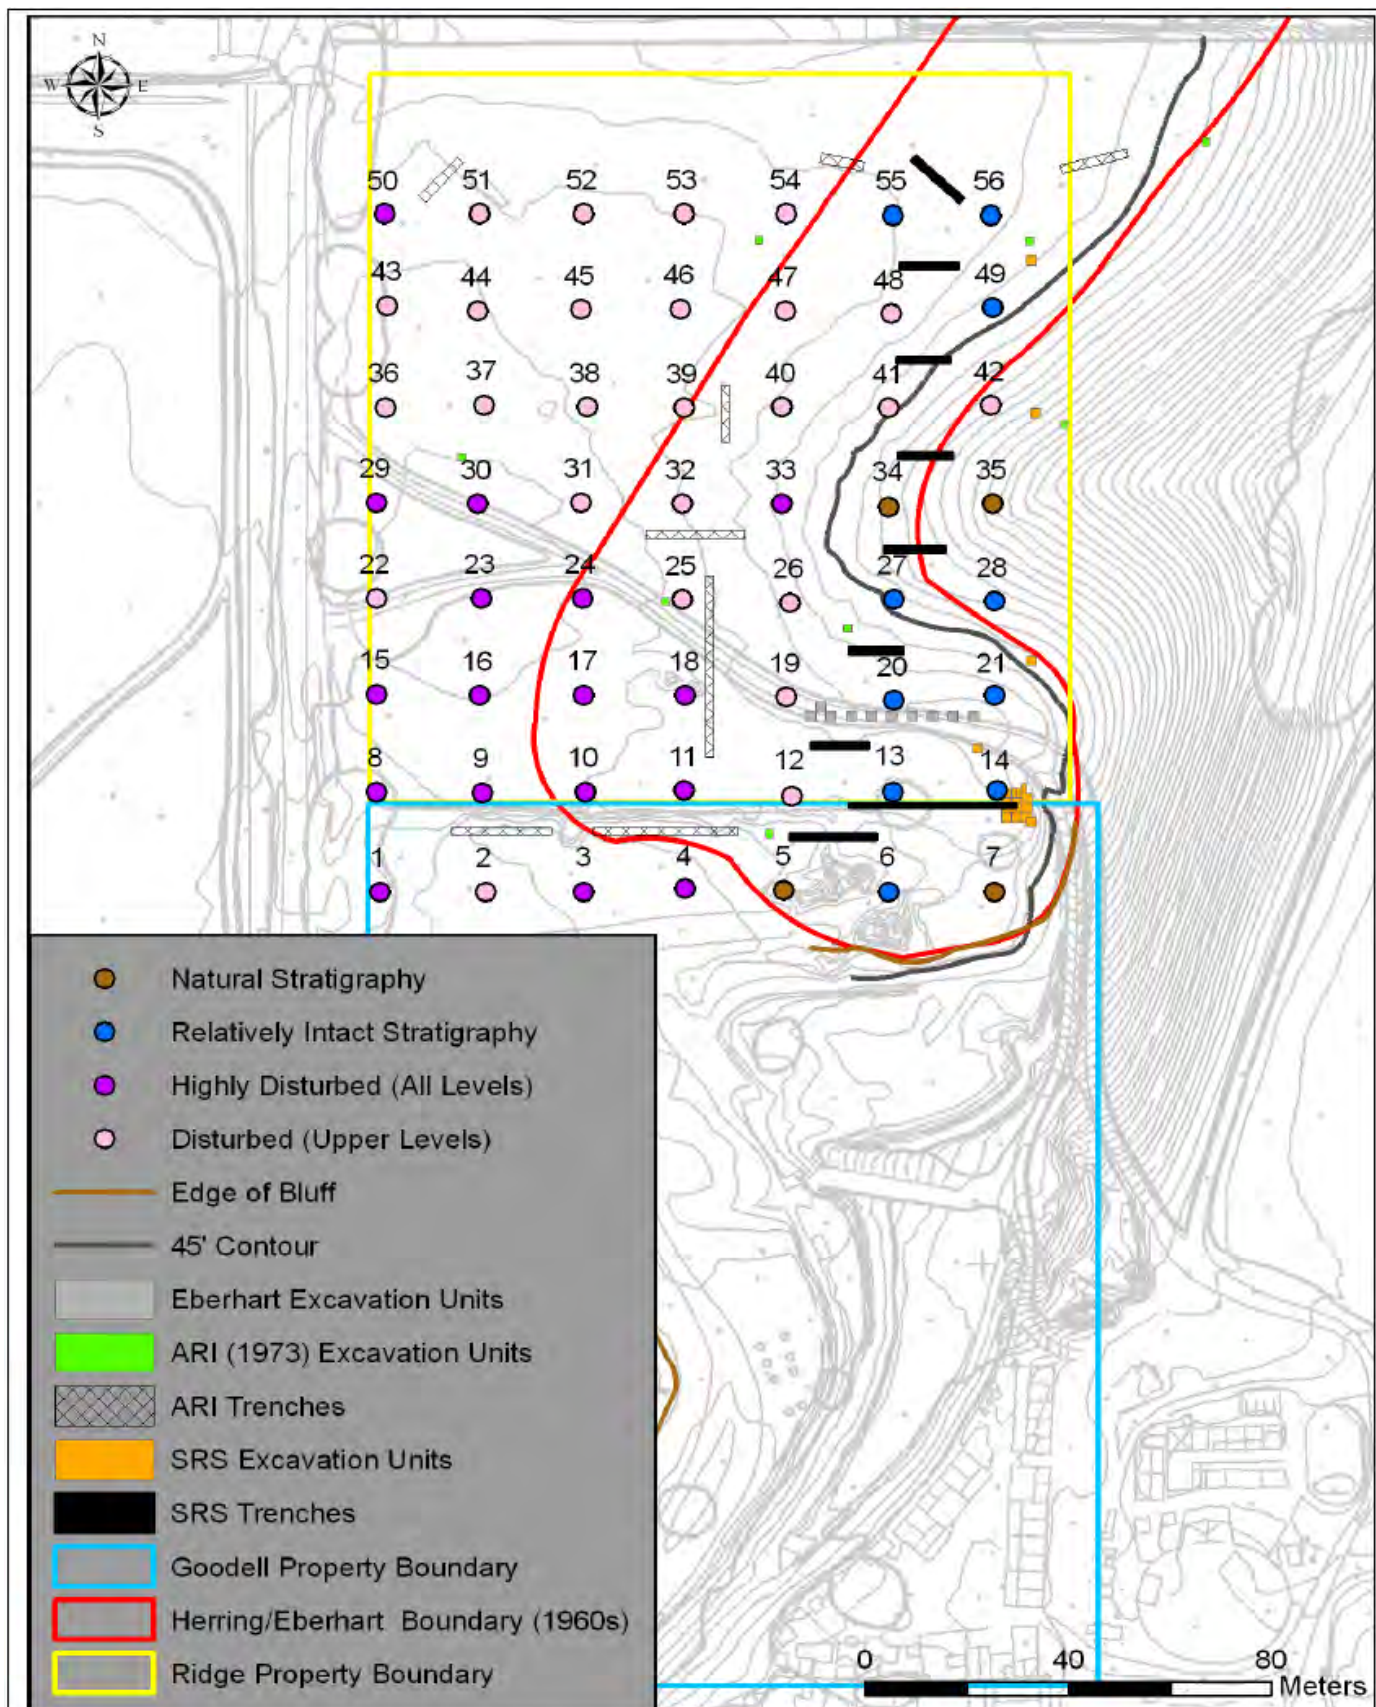 N
W E
S
50 51 52 53 54 55 56
43 44 45 46 47 48 49
36 37 38 39 40 41 42
29 30 31 32 33 34 35
22 23 24 25 26 27 28
15 16 17 18 19 20 21
8 9 10 11 12 13 14
1 2 3 4 5 6 7
Natural Stratigraphy
Relatively Intact Stratigraphy
Highly Disturbed (All Levels)
Disturbed (Upper Levels)
Edge of Bluff
45' Contour
Eberhart Excavation Units
ARI (1973) Excavation Units
ARI Trenches
SRS Excavation Units
SRS Trenches
Goodell Property Boundary
Herring/Eberhart Boundary (1960s)
Ridge Property Boundary
0 40 80
Meters